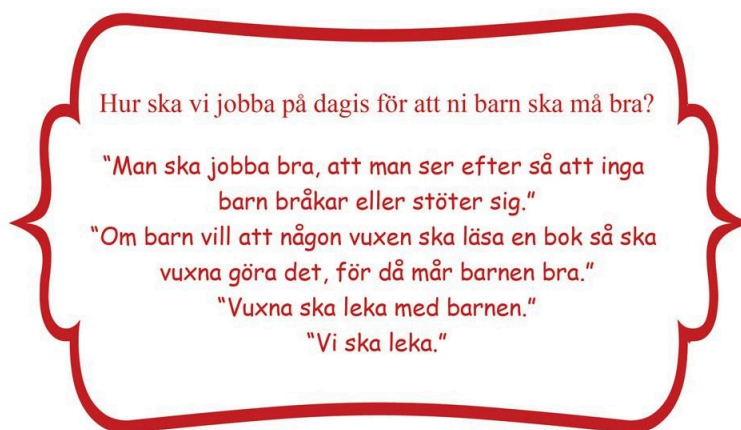 Hur ska vi jobba på dagis för att ni barn ska må bra?
“Man ska jobba bra, att man ser efter så att inga
barn bråkar eller stöter sig.”
“Om barn vill att någon vuxen ska läsa en bok så ska
vuxna göra det, för då mår barnen bra.”
“Vuxna ska leka med barnen.”
“Vi ska leka.”